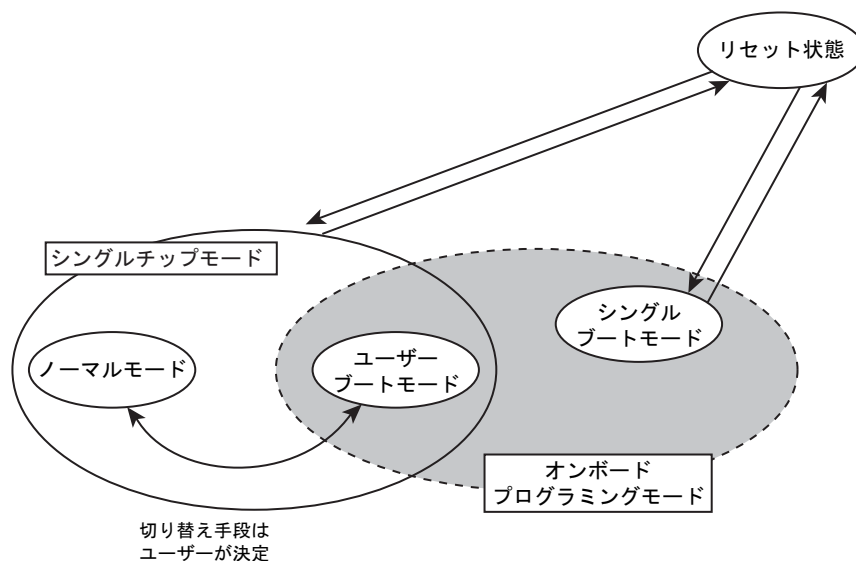 リセット状態
シングルチップモード
シングル
ブートモード
ノーマルモード
ユーザー
ブートモード
オンボード
プログラミングモード
切り替え手段は
ユーザーが決定